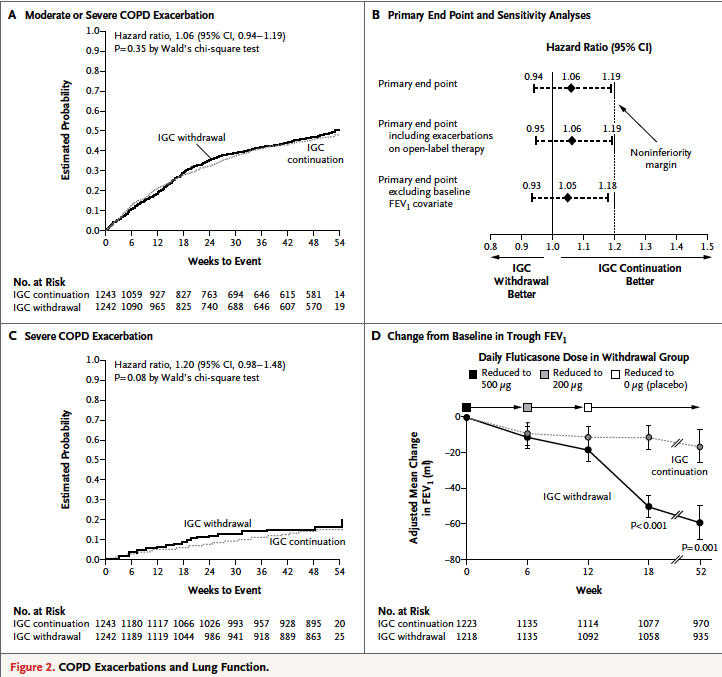 A Moderate or Severe COPD Exacerbation
Hazard ratio, 1.06 (95% CI, 0.94–1.19)
P=0.35 by Wald's chi-square test
Estimated Probability
1.0
0.9
0.8
0.7
0.6
0.5
0.4
0.3
0.2
0.1
0.0
IGC withdrawal
IGC
continuation
0 6 12 18 24 30 36 42 48 54
Weeks to Event
No. at Risk
IGC continuation 1243 1059 927 827 763 694 646 615 581 14
IGC withdrawal 1242 1090 965 825 740 688 646 607 570 19
B Primary End Point and Sensitivity Analyses
Hazard Ratio (95% CI)
Primary end point
0.94 1.06 1.19
Primary end point
including exacerbations
on open-label therapy
0.95 1.06 1.19
Noninferiority
margin
Primary end point
excluding baseline
FEV1 covariate
0.93 1.05 1.18
0.8 0.9 1.0 1.1 1.2 1.3 1.4 1.5
IGC
Withdrawal
Better
IGC Continuation
Better
C Severe COPD Exacerbation
Hazard ratio, 1.20 (95% CI, 0.98–1.48)
P=0.08 by Wald's chi-square test
Estimated Probability
1.0
0.9
0.8
0.7
0.6
0.5
0.4
0.3
0.2
0.1
0.0
IGC withdrawal
IGC continuation
0 6 12 18 24 30 36 42 48 54
Weeks to Event
No. at Risk
IGC continuation 1243 1180 1117 1066 1026 993 957 928 895 20
IGC withdrawal 1242 1189 1119 1044 986 941 918 889 863 25
D Change from Baseline in Trough FEV1
Daily Fluticasone Dose in Withdrawal Group
Reduced to
500 µg
Reduced to
200 µg
Reduced to
0 µg (placebo)
Adjusted Mean Change
in FEV1 (ml)
0
−20
−40
−60
−80
IGC
continuation
IGC withdrawal
P<0.001
P=0.001
0 6 12 18 52
Week
No. at Risk
IGC continuation 1223 1135 1114 1077 970
IGC withdrawal 1218 1135 1092 1058 935
Figure 2. COPD Exacerbations and Lung Function.